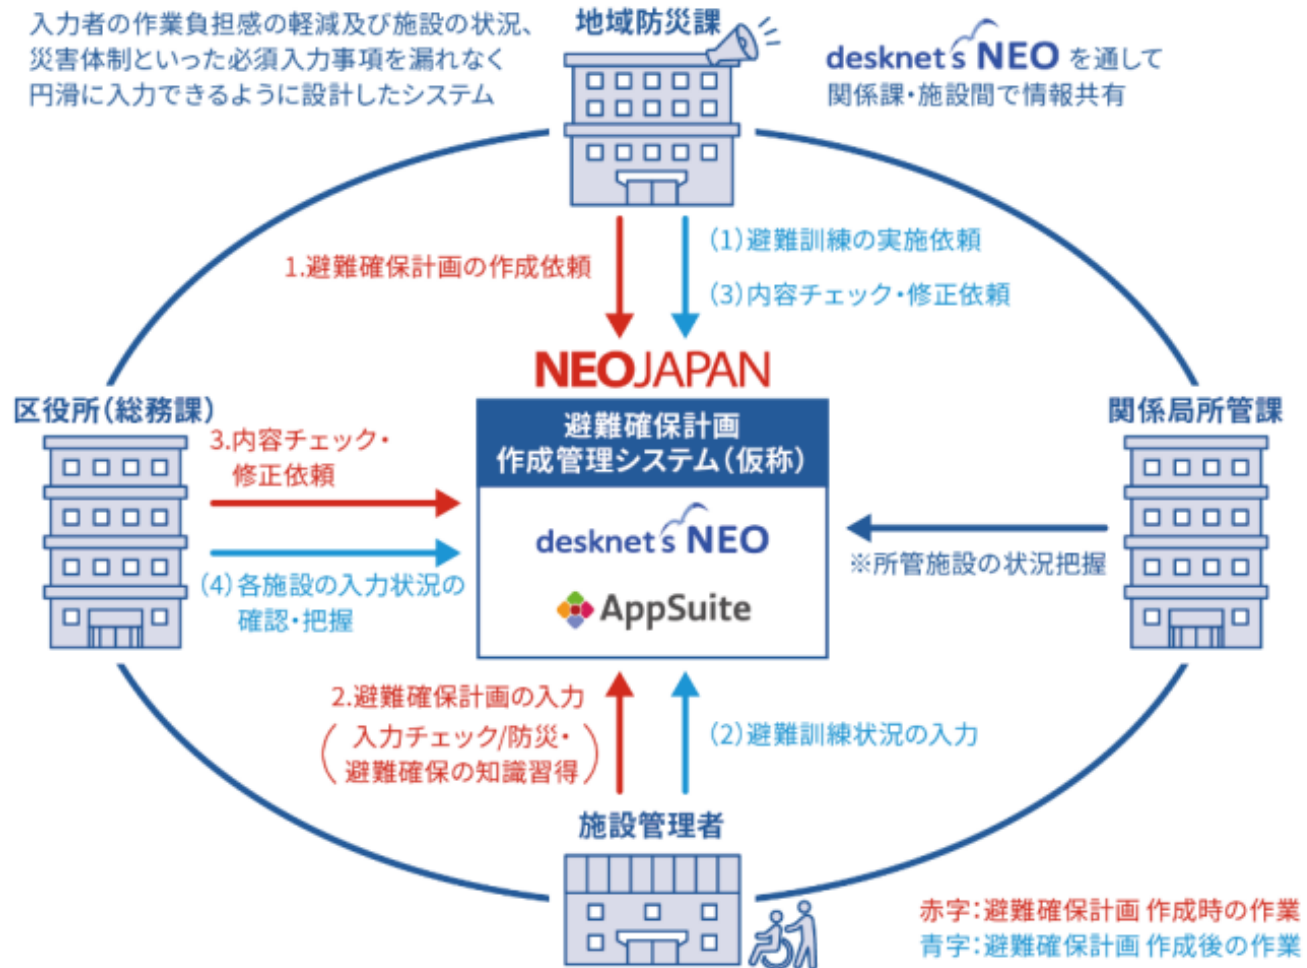 入力者の作業負担感の軽減及び施設の状況、
災害体制といった必須入力事項を漏れなく
円滑に入力できるように設計したシステム
地域防災課
desknet's NEO を通して
関係課・施設間で情報共有
1.避難確保計画の作成依頼
(1)避難訓練の実施依頼
(3)内容チェック・修正依頼
NEOJAPAN
区役所(総務課)
関係局所管課
3.内容チェック・
修正依頼
避難確保計画
作成管理システム(仮称)
desknet's NEO
AppSuite
(4)各施設の入力状況の
確認・把握
※所管施設の状況把握
2.避難確保計画の入力
(入力チェック/防災・
避難確保の知識習得)
(2)避難訓練状況の入力
施設管理者
赤字:避難確保計画 作成時の作業
青字:避難確保計画 作成後の作業